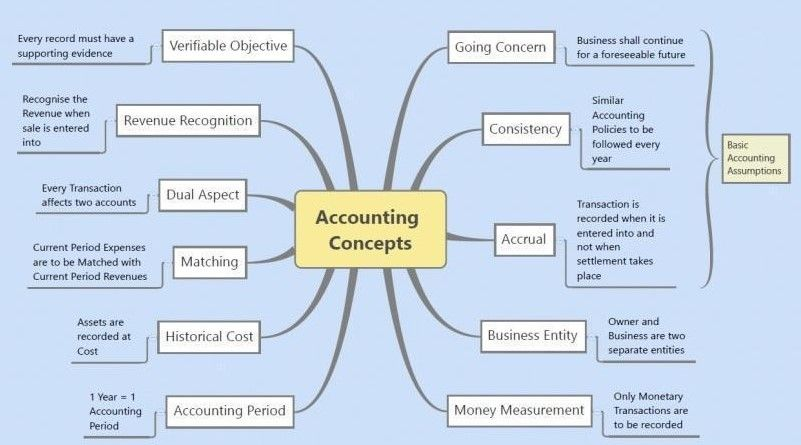 Every record must have a
supporting evidence
Verifiable Objective
Recognise the
Revenue when
sale is entered
into
Revenue Recognition
Every Transaction
affects two accounts
Dual Aspect
Current Period Expenses
are to be Matched with
Current Period Revenues
Matching
Assets are
recorded at
Cost
Historical Cost
1 Year = 1
Accounting
Period
Accounting Period
Accounting
Concepts
Going Concern
Business shall continue
for a foreseeable future
Consistency
Similar
Accounting
Policies to be
followed every
year
Accrual
Transaction is
recorded when it is
entered into and
not when
settlement takes
place
Basic
Accounting
Assumptions
Business Entity
Owner and
Business are two
separate entities
Money Measurement
Only Monetary
Transactions are
to be recorded